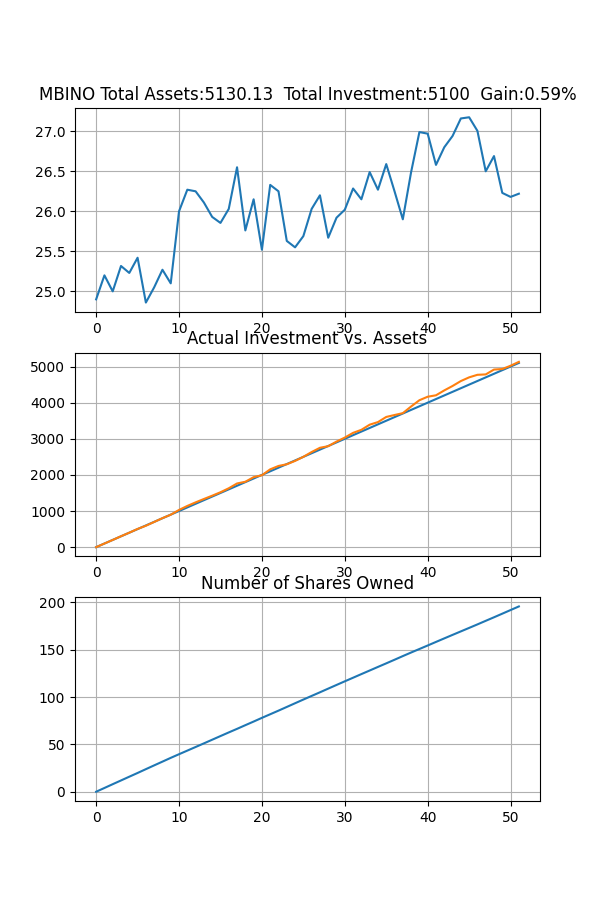 MBINO Total Assets:5130.13  Total Investment:5100  Gain:0.59%
27.0
26.5
26.0
25.5
25.0
0 10 20 30 40 50
Actual Investment vs. Assets
5000
4000
3000
2000
1000
0
0 10 20 30 40 50
Number of Shares Owned
200
150
100
50
0
0 10 20 30 40 50